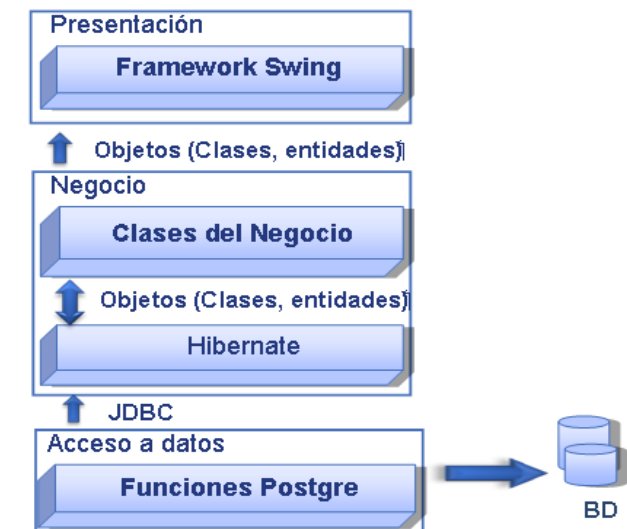 Presentación
Framework Swing
Objetos (Clases, entidades)
Negocio
Clases del Negocio
Objetos (Clases, entidades)
Hibernate
JDBC
Acceso a datos
Funciones Postgre
BD